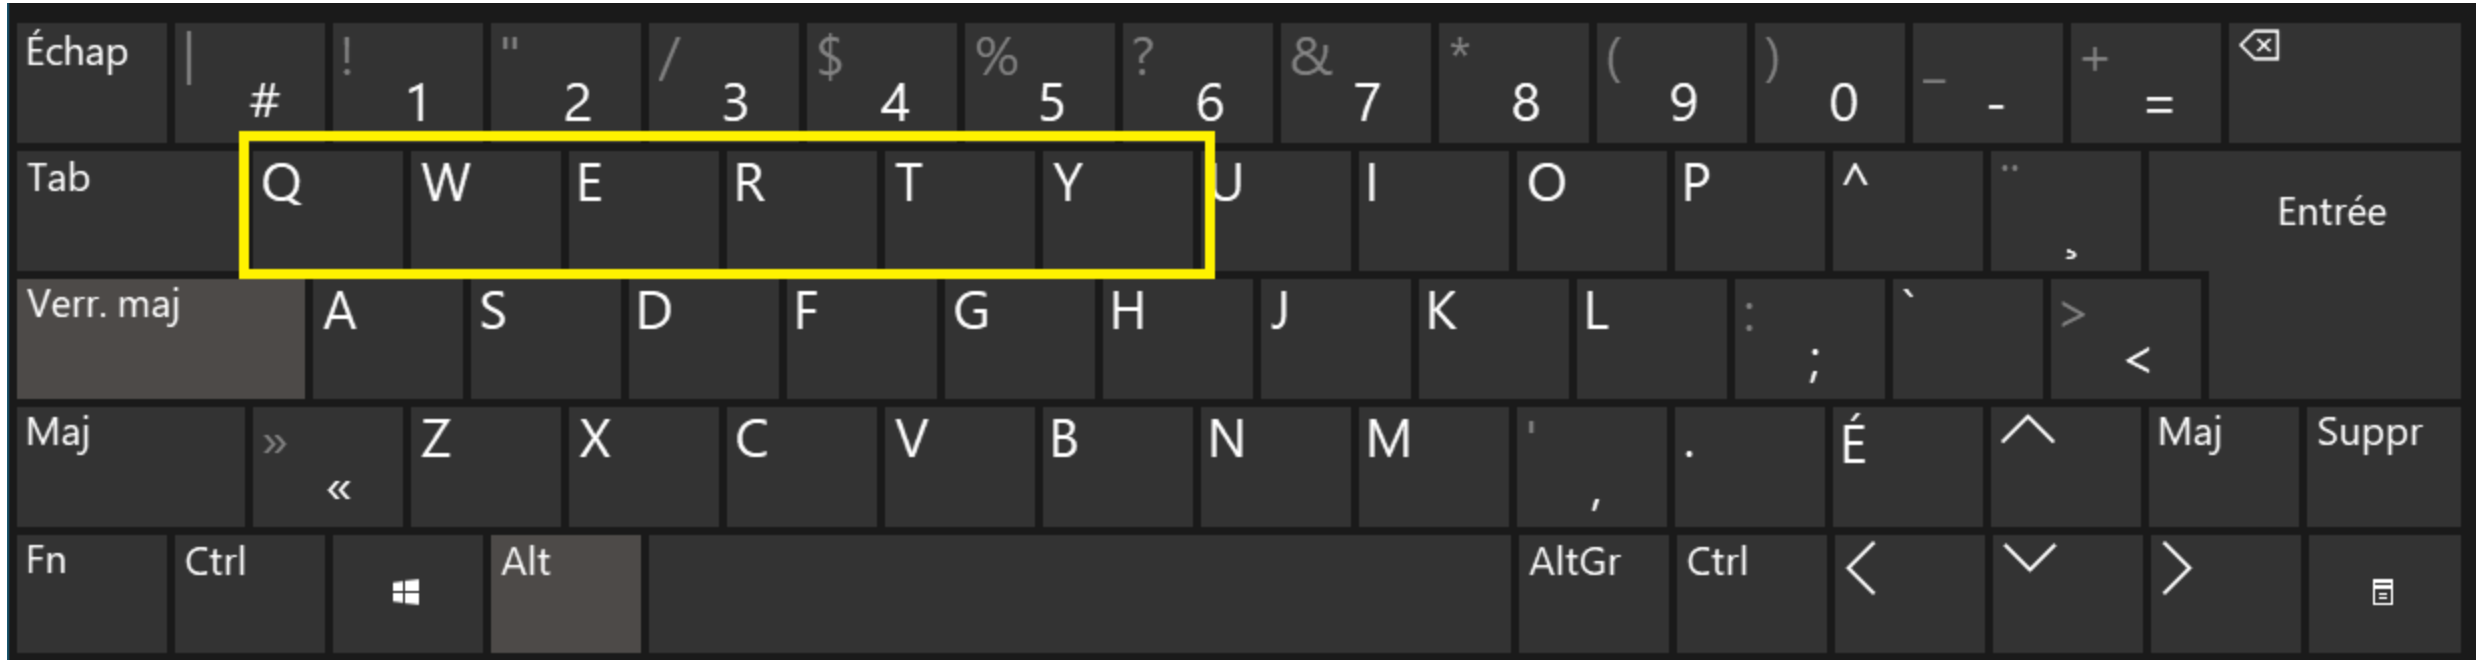 Échap | # ! 1 " 2 / 3 $ 4 % 5 ? 6 & 7 * 8 ( 9 ) 0 _ - + =
Tab Q W E R T Y U I O P ^ ¨ ¸ Entrée
Verr. maj A S D F G H J K L : ; ` > <
Maj » « Z X C V B N M ' , . É Maj Suppr
Fn Ctrl Alt AltGr Ctrl